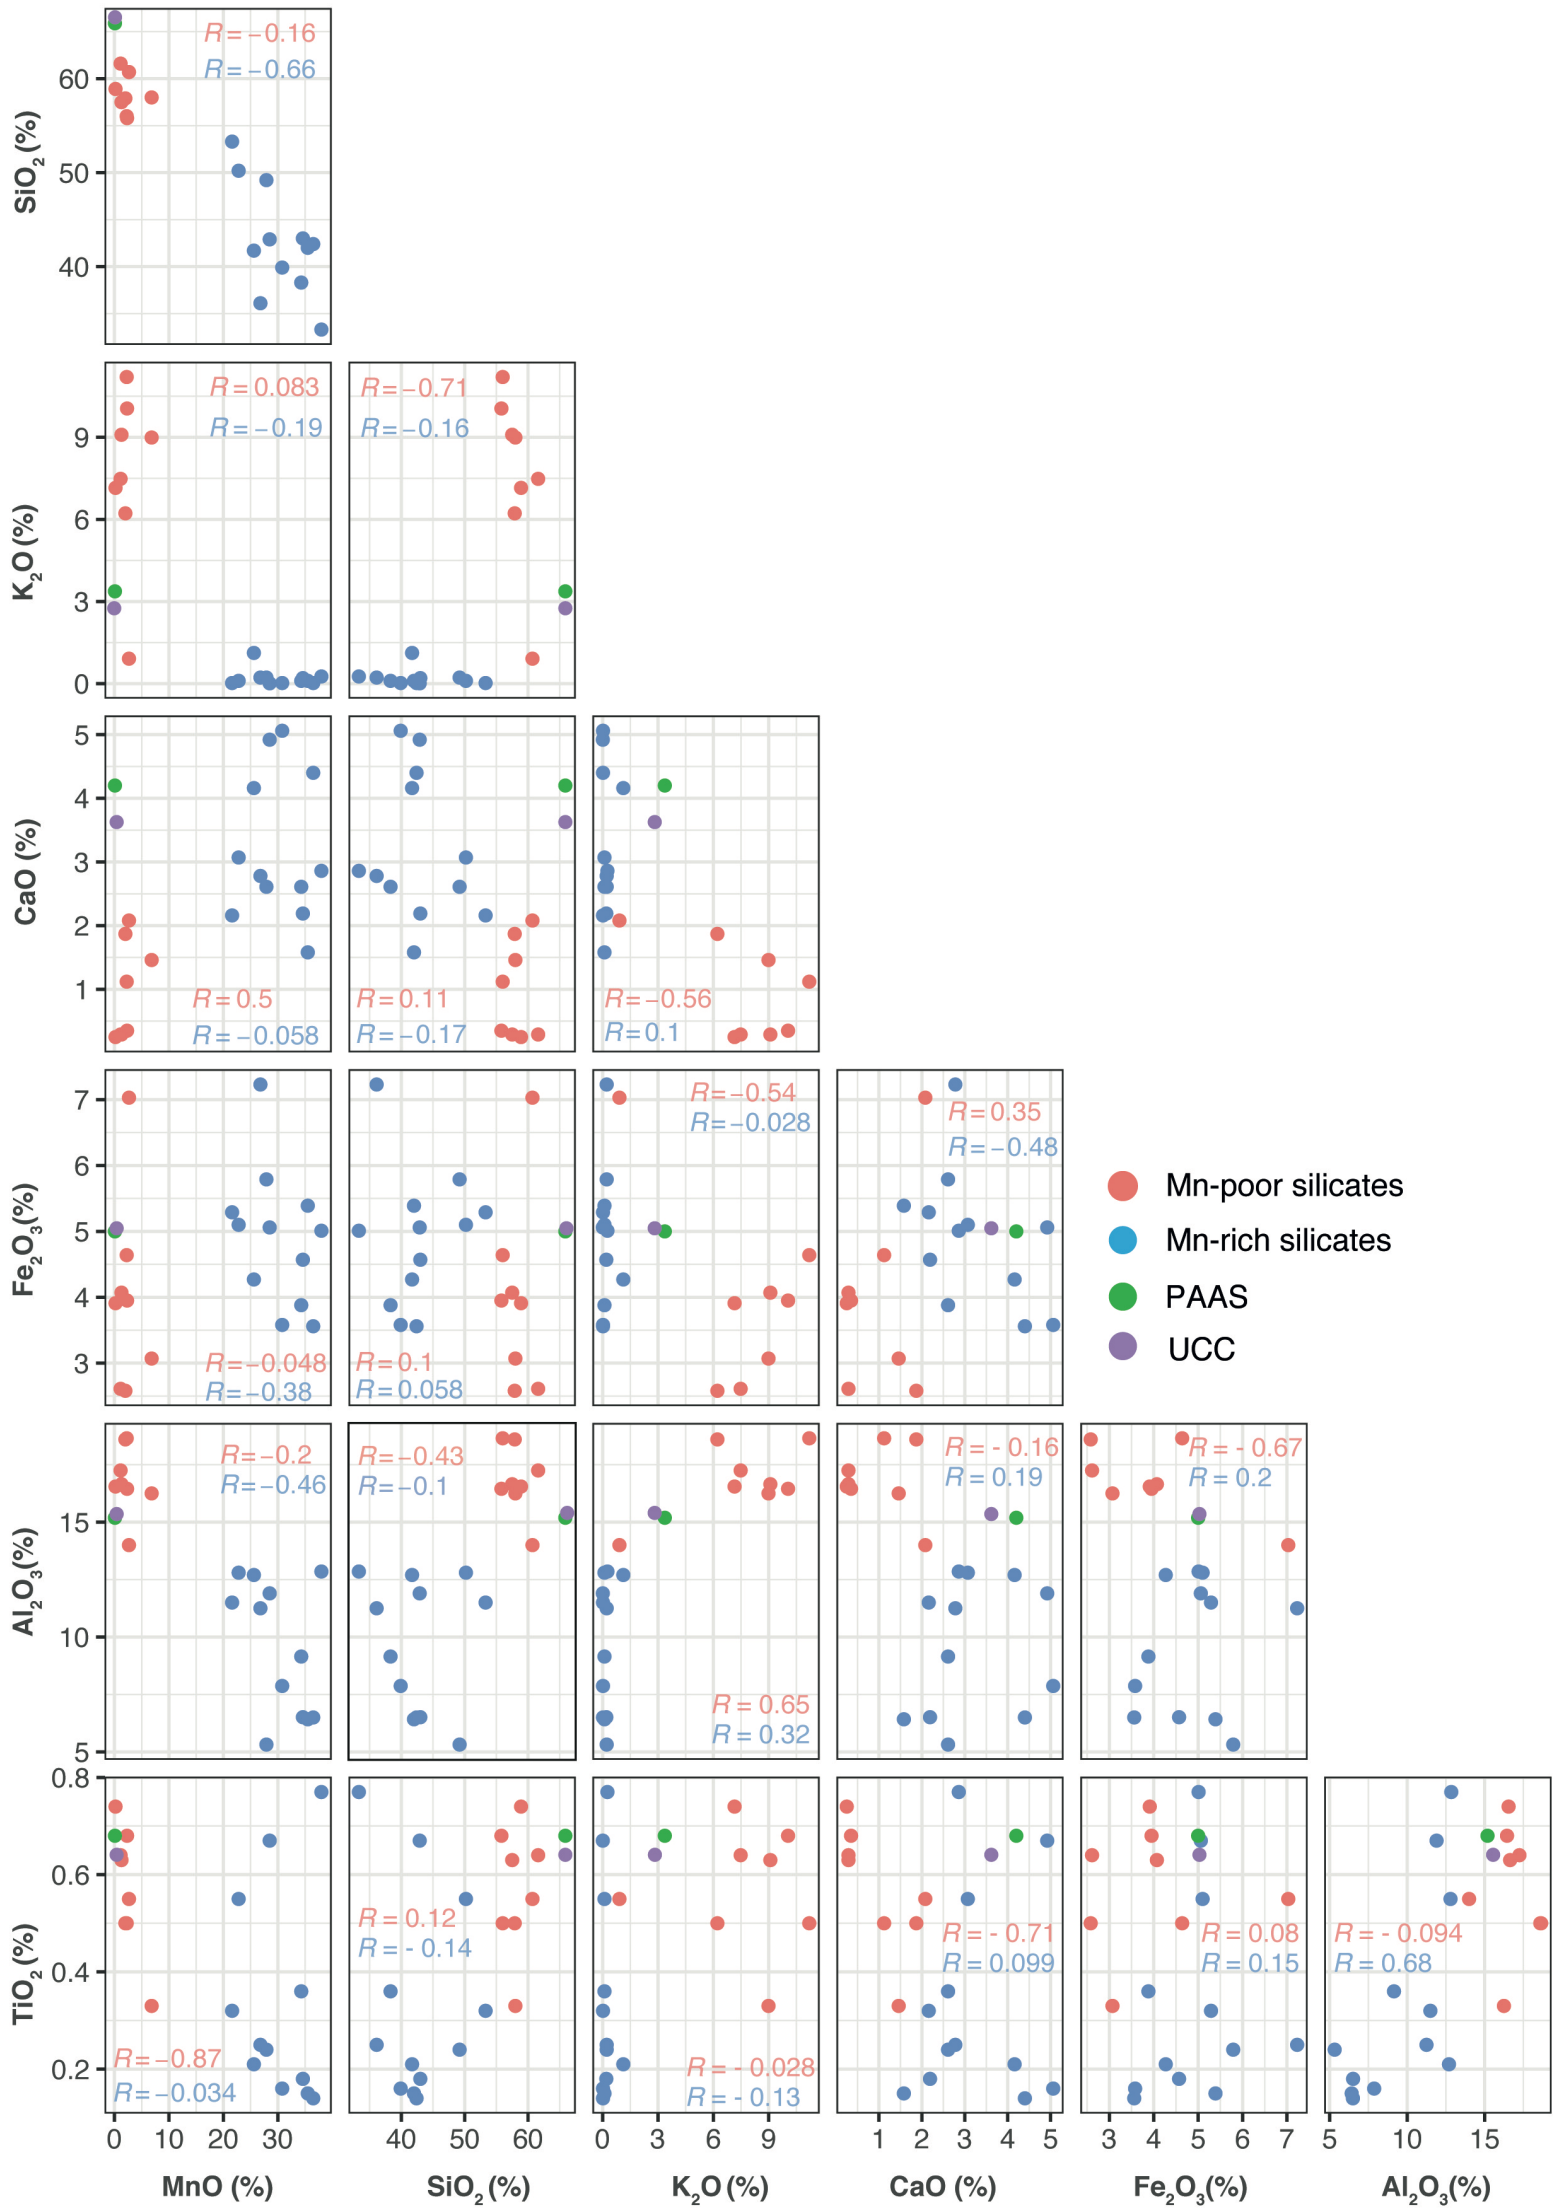 R = −0.16
R = −0.66
60
50
40
SiO₂ (%)
R = 0.083
R = −0.19
R = −0.71
R = −0.16
9
6
3
0
K₂O (%)
5
4
3
2
1
CaO (%)
R = 0.5
R = −0.058
R = 0.11
R = −0.17
R = −0.56
R = 0.1
7
6
5
4
3
Fe₂O₃(%)
R = −0.048
R = −0.38
R = 0.1
R = 0.058
R = −0.54
R = −0.028
R = 0.35
R = −0.48
Mn-poor silicates
Mn-rich silicates
PAAS
UCC
15
10
5
Al₂O₃(%)
R = −0.2
R = −0.46
R = −0.43
R = −0.1
R = 0.65
R = 0.32
R = - 0.16
R = 0.19
R = - 0.67
R = 0.2
0.8
0.6
0.4
0.2
TiO₂ (%)
R = −0.87
R = −0.034
R = 0.12
R = - 0.14
R = - 0.028
R = - 0.13
R = - 0.71
R = 0.099
R = 0.08
R = 0.15
R = - 0.094
R = 0.68
0 10 20 30
40 50 60
0 3 6 9
1 2 3 4 5
3 4 5 6 7
5 10 15
MnO (%)
SiO₂ (%)
K₂O (%)
CaO (%)
Fe₂O₃(%)
Al₂O₃(%)